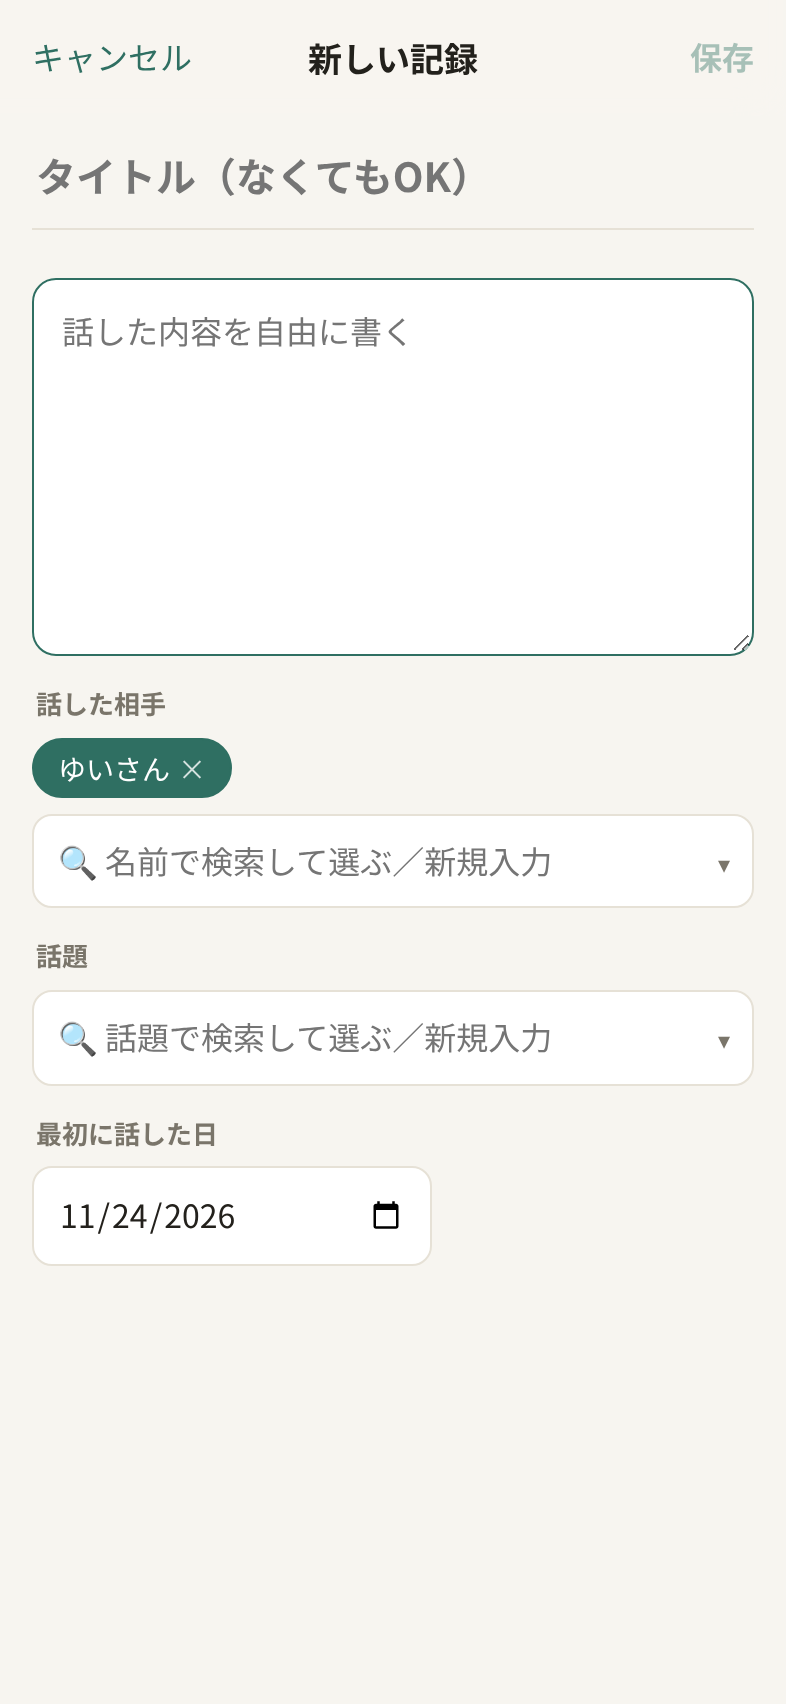 キャンセル 新しい記録 保存
タイトル（なくてもOK）
話した内容を自由に書く
話した相手
ゆいさん ×
🔍 名前で検索して選ぶ／新規入力 ▾
話題
🔍 話題で検索して選ぶ／新規入力 ▾
最初に話した日
11/24/2026